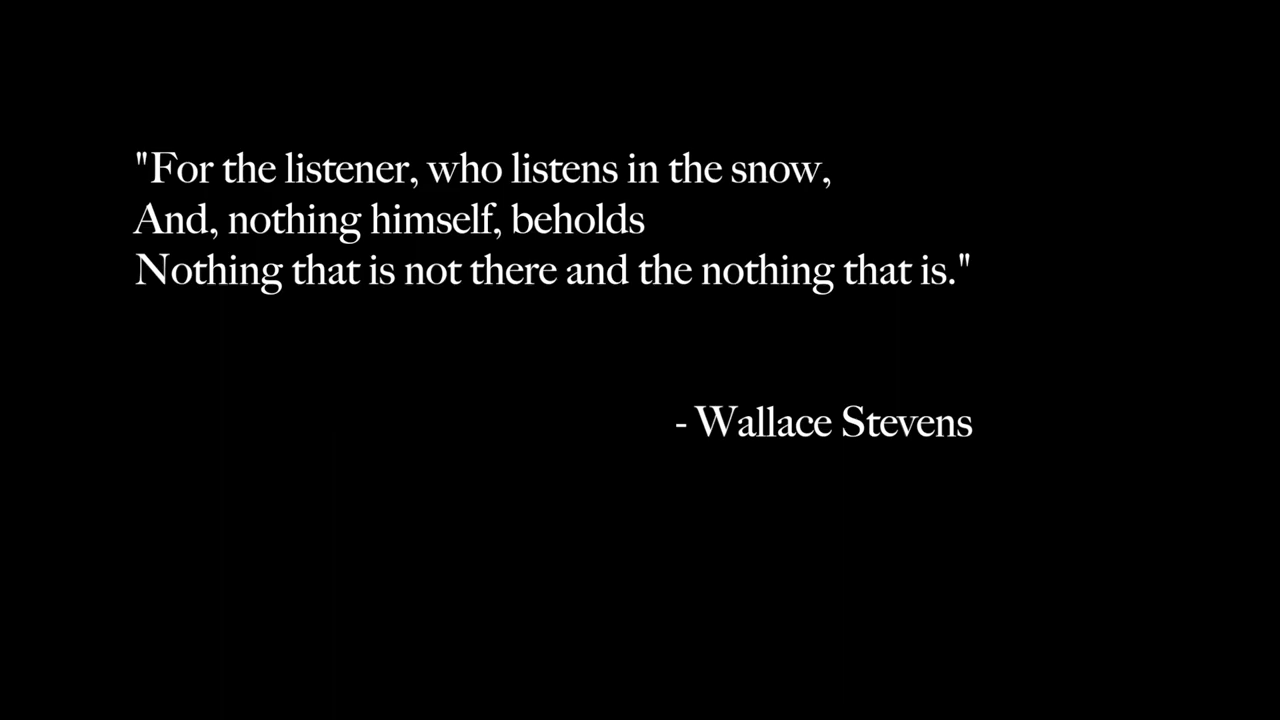 "For the listener, who listens in the snow,
And, nothing himself, beholds
Nothing that is not there and the nothing that is."
- Wallace Stevens